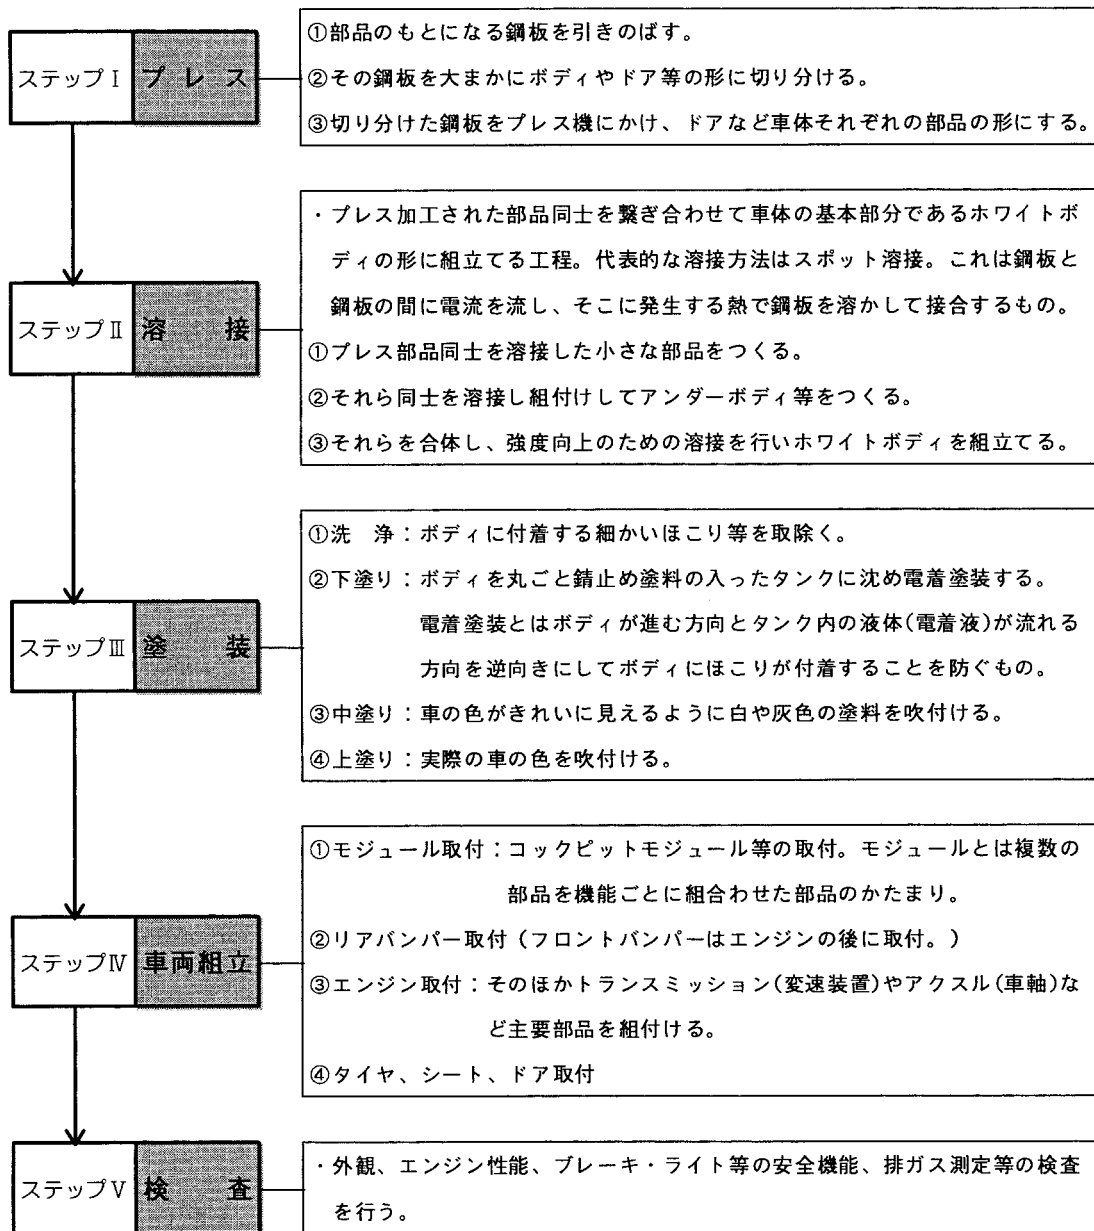 ステップⅠ プレス
①部品のもとになる鋼板を引きのばす。
②その鋼板を大まかにボディやドア等の形に切り分ける。
③切り分けた鋼板をプレス機にかけ、ドアなど車体それぞれの部品の形にする。
ステップⅡ 溶接
・プレス加工された部品同士を繋ぎ合わせて車体の基本部分であるホワイトボ
ディの形に組立てる工程。代表的な溶接方法はスポット溶接。これは鋼板と
鋼板の間に電流を流し、そこに発生する熱で鋼板を溶かして接合するもの。
①プレス部品同士を溶接した小さな部品をつくる。
②それら同士を溶接し組付けしてアンダーボディ等をつくる。
③それらを合体し、強度向上のための溶接を行いホワイトボディを組立てる。
ステップⅢ 塗装
①洗　浄：ボディに付着する細かいほこり等を取除く。
②下塗り：ボディを丸ごと錆止め塗料の入ったタンクに沈め電着塗装する。
電着塗装とはボディが進む方向とタンク内の液体(電着液)が流れる
方向を逆向きにしてボディにほこりが付着することを防ぐもの。
③中塗り：車の色がきれいに見えるように白や灰色の塗料を吹付ける。
④上塗り：実際の車の色を吹付ける。
ステップⅣ 車両組立
①モジュール取付：コックピットモジュール等の取付。モジュールとは複数の
部品を機能ごとに組合わせた部品のかたまり。
②リアバンパー取付（フロントバンパーはエンジンの後に取付。）
③エンジン取付：そのほかトランスミッション(変速装置)やアクスル(車軸)な
ど主要部品を組付ける。
④タイヤ、シート、ドア取付
ステップⅤ 検査
・外観、エンジン性能、ブレーキ・ライト等の安全機能、排ガス測定等の検査
を行う。